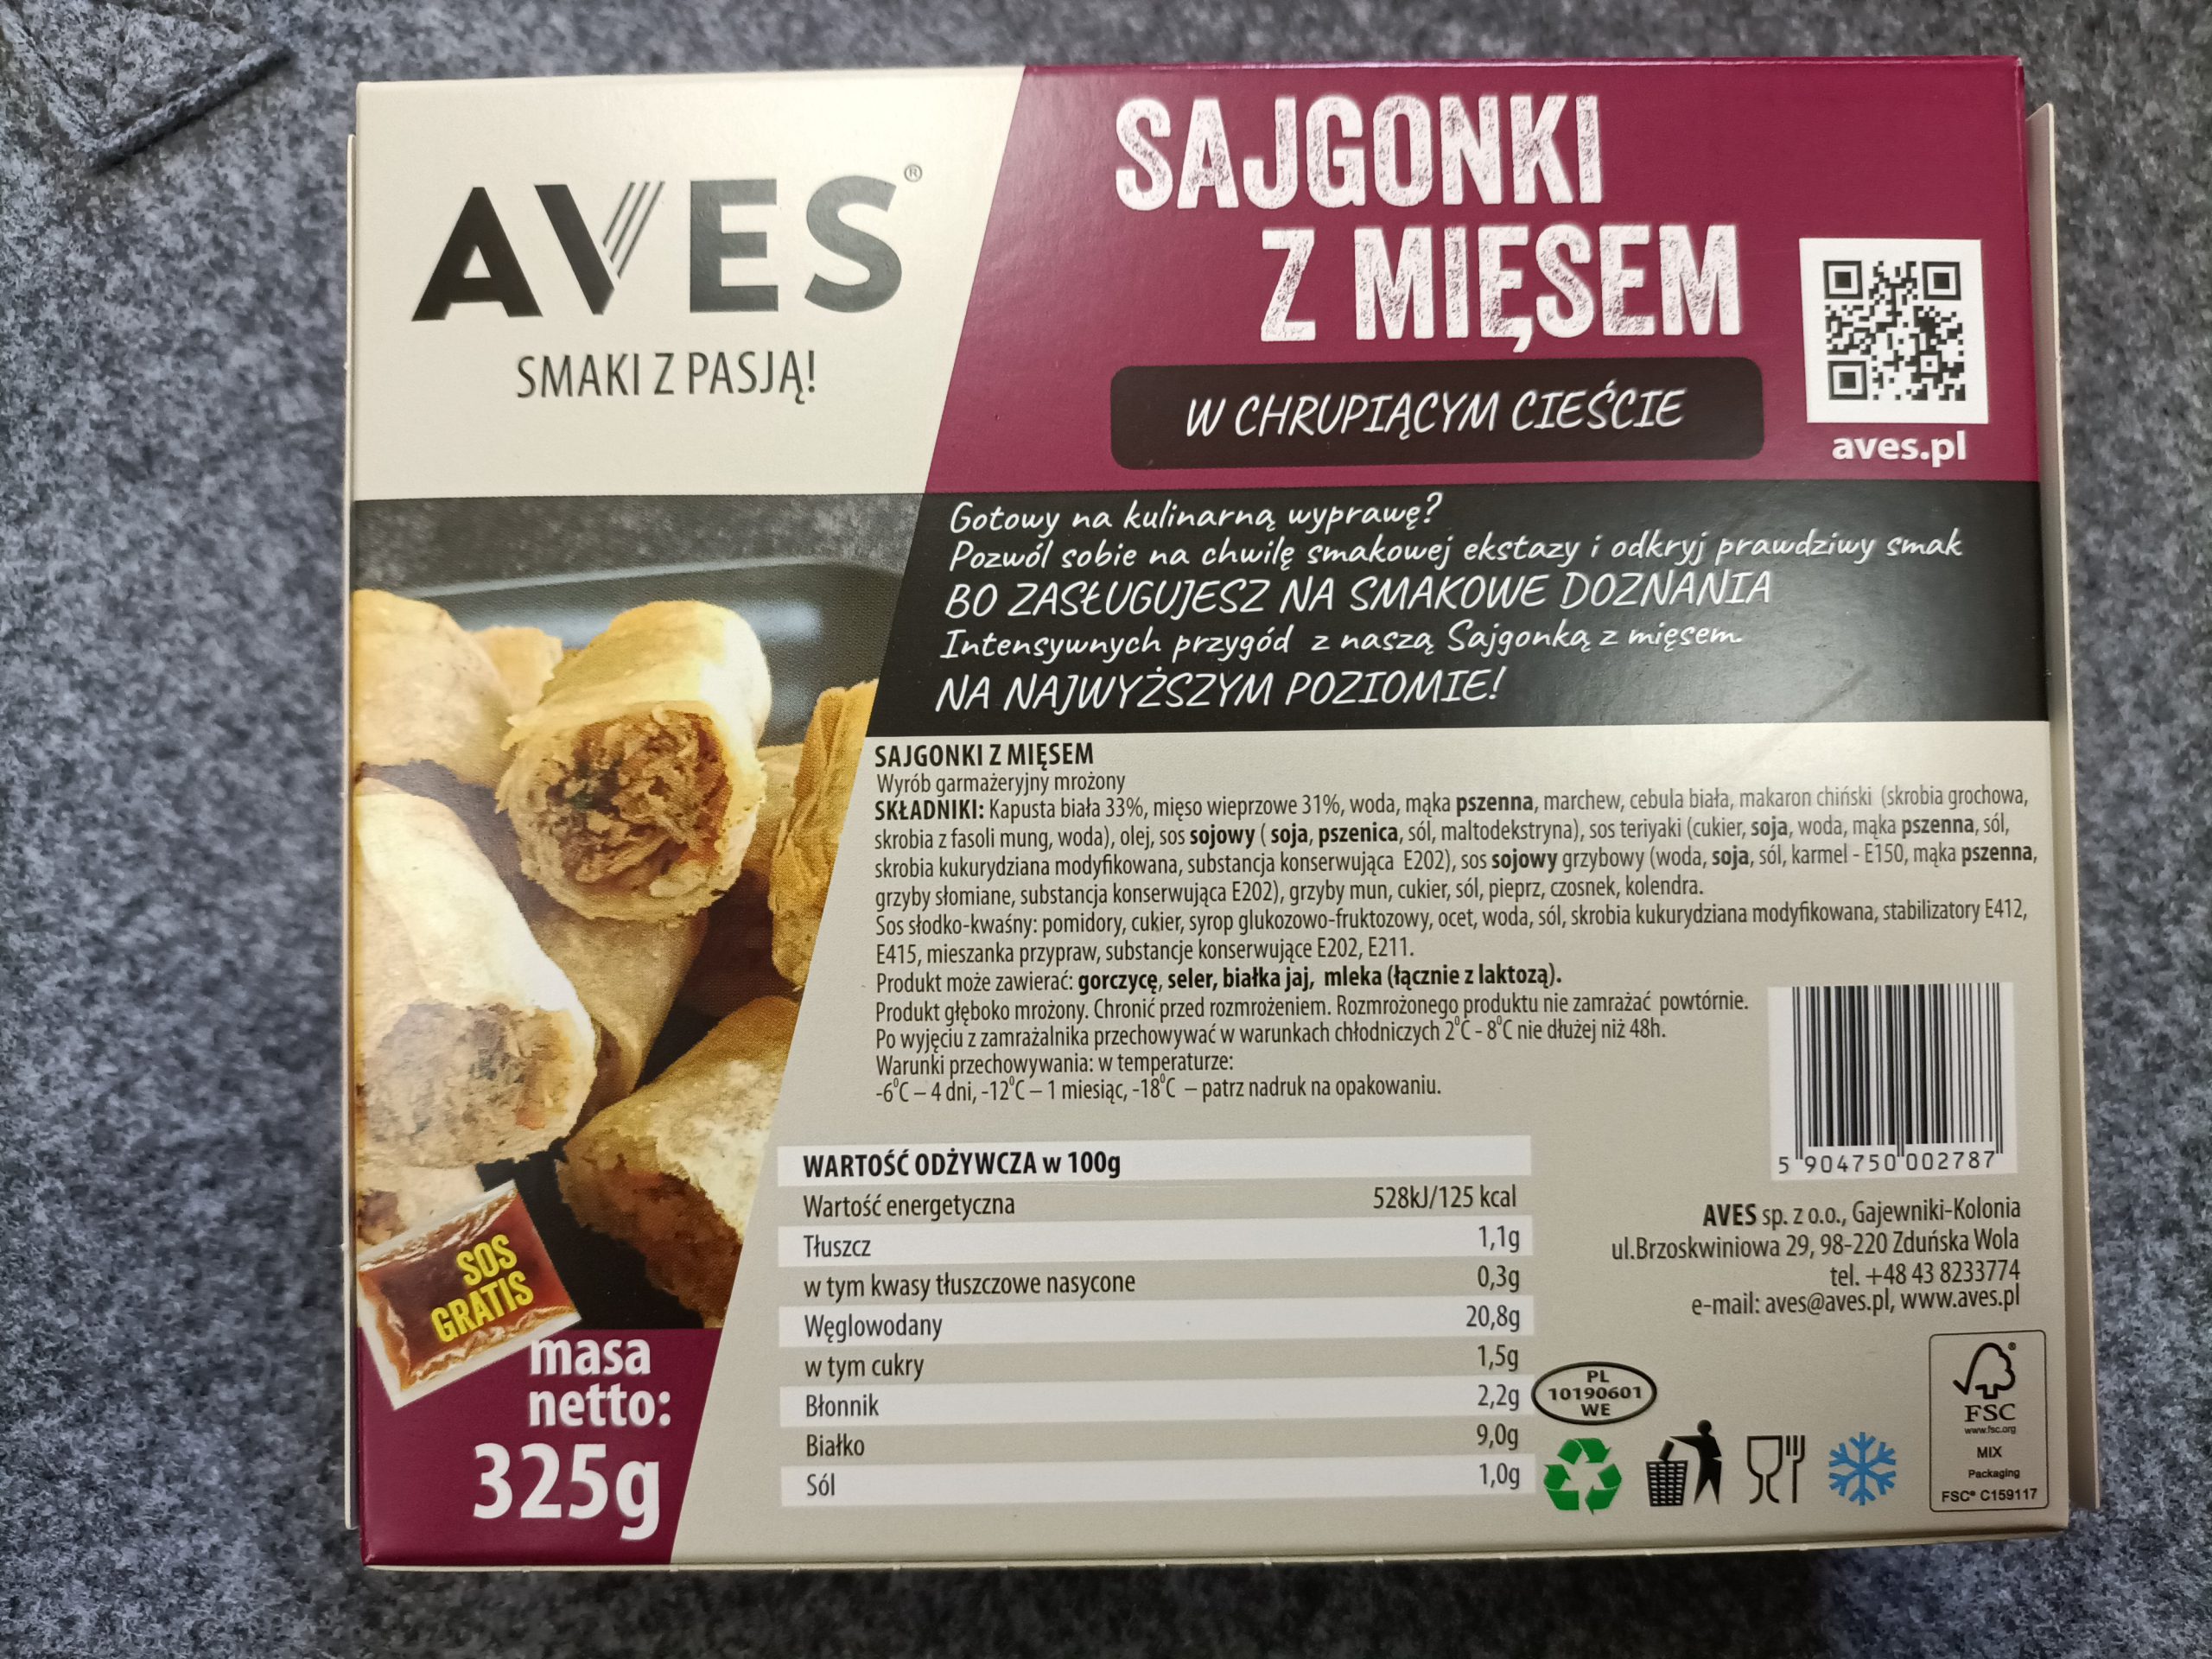 AVES®
SMAKI Z PASJĄ!
SAJGONKI
Z MIĘSEM
W CHRUPIĄCYM CIEŚCIE
aves.pl
Gotowy na kulinarną wyprawę?
Pozwól sobie na chwilę smakowej ekstazy i odkryj prawdziwy smak
BO ZASŁUGUJESZ NA SMAKOWE DOZNANIA
Intensywnych przygód z naszą Sajgonką z mięsem
NA NAJWYŻSZYM POZIOMIE!
SAJGONKI Z MIĘSEM
Wyrób garmażeryjny mrożony
SKŁADNIKI: Kapusta biała 33%, mięso wieprzowe 31%, woda, mąka pszenna, marchew, cebula biała, makaron chiński (skrobia grochowa,
skrobia z fasoli mung, woda), olej, sos sojowy ( soja, pszenica, sól, maltodekstryna), sos teriyaki (cukier, soja, woda, mąka pszenna, sól,
skrobia kukurydziana modyfikowana, substancja konserwująca E202), sos sojowy grzybowy (woda, soja, sól, karmel - E150, mąka pszenna,
grzyby słomiane, substancja konserwująca E202), grzyby mun, cukier, sól, pieprz, czosnek, kolendra.
Sos słodko-kwaśny: pomidory, cukier, syrop glukozowo-fruktozowy, ocet, woda, sól, skrobia kukurydziana modyfikowana, stabilizatory E412,
E415, mieszanka przypraw, substancje konserwujące E202, E211.
Produkt może zawierać: gorczycę, seler, białka jaj, mleka (łącznie z laktozą).
Produkt głęboko mrożony. Chronić przed rozmrożeniem. Rozmrożonego produktu nie zamrażać powtórnie.
Po wyjęciu z zamrażalnika przechowywać w warunkach chłodniczych 2°C - 8°C nie dłużej niż 48h.
Warunki przechowywania: w temperaturze:
-6°C – 4 dni, -12°C – 1 miesiąc, -18°C – patrz nadruk na opakowaniu.
WARTOŚĆ ODŻYWCZA w 100g
Wartość energetyczna 528kJ/125 kcal
Tłuszcz 1,1g
w tym kwasy tłuszczowe nasycone 0,3g
Węglowodany 20,8g
w tym cukry 1,5g
Błonnik 2,2g
Białko 9,0g
Sól 1,0g
5 904750 002787
AVES sp. z o.o., Gajewniki-Kolonia
ul.Brzoskwiniowa 29, 98-220 Zduńska Wola
tel. +48 43 8233774
e-mail: aves@aves.pl, www.aves.pl
PL
10190601
WE
FSC
www.fsc.org
MIX
Packaging
FSC® C159117
SOS
GRATIS
masa
netto:
325g